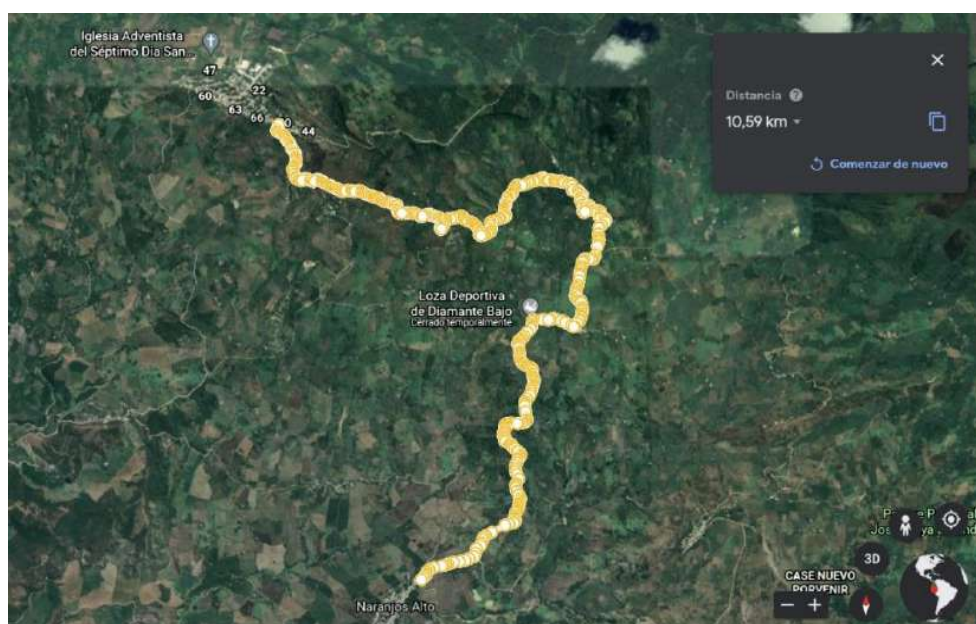 Iglesia Adventista
del Séptimo Dia San...
47
22
60
63
66
44
Distancia
10,59 km
Comenzar de nuevo
Loza Deportiva
de Diamante Bajo
Cerrado temporalmente
Naranjos Alto
3D
CASE NUEVO
PORVENIR